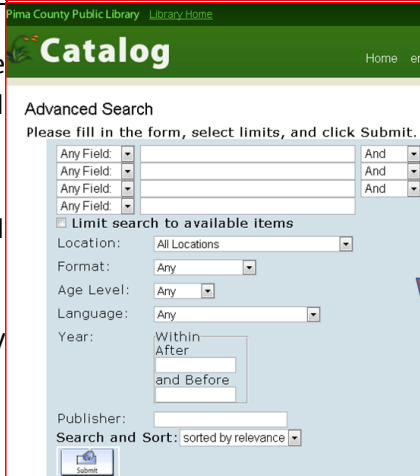 Pima County Public Library Library Home
Catalog
Home
Advanced Search
Please fill in the form, select limits, and click Submit.
Any Field: And
Any Field: And
Any Field: And
Any Field:
Limit search to available items
Location: All Locations
Format: Any
Age Level: Any
Language: Any
Year: Within
After
and Before
Publisher:
Search and Sort: sorted by relevance
Submit